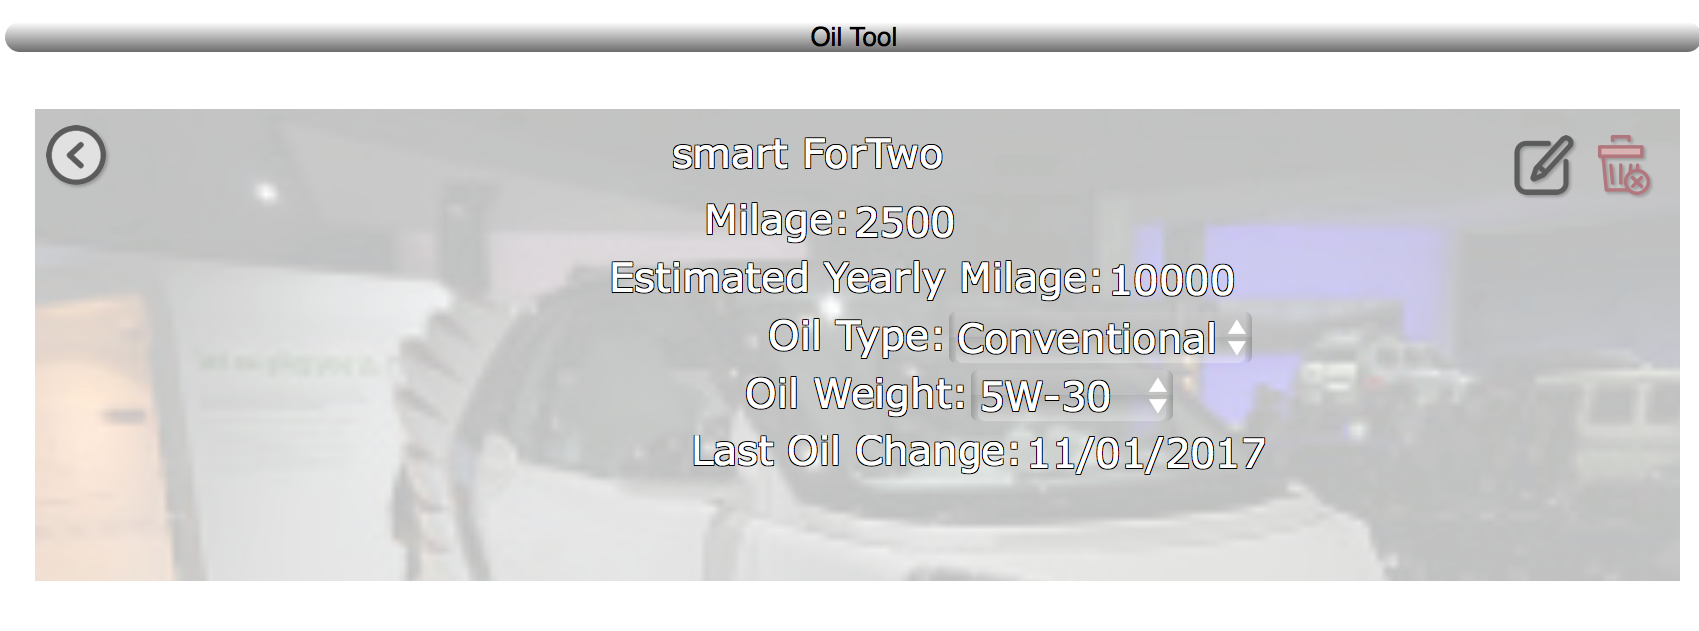 Oil Tool
smart ForTwo
Milage: 2500
Estimated Yearly Milage: 10000
Oil Type: Conventional
Oil Weight: 5W-30
Last Oil Change: 11/01/2017